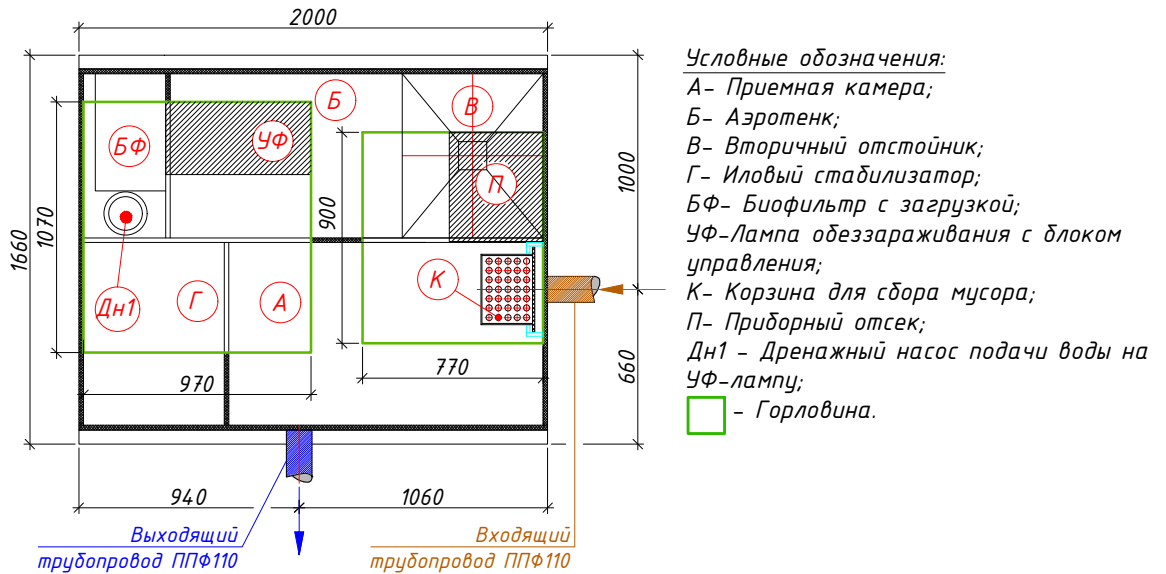 2000
Условные обозначения:
А- Приемная камера;
Б- Аэротенк;
В- Вторичный отстойник;
Г- Иловый стабилизатор;
БФ- Биофильтр с загрузкой;
УФ-Лампа обеззараживания с блоком
управления;
К- Корзина для сбора мусора;
П- Приборный отсек;
Дн1 - Дренажный насос подачи воды на
УФ-лампу;
- Горловина.
Б
В
БФ
УФ
П
1000
900
1070
1660
К
Дн1
Г
А
770
970
660
940
1060
Выходящий
трубопровод ППФ110
Входящий
трубопровод ППФ110